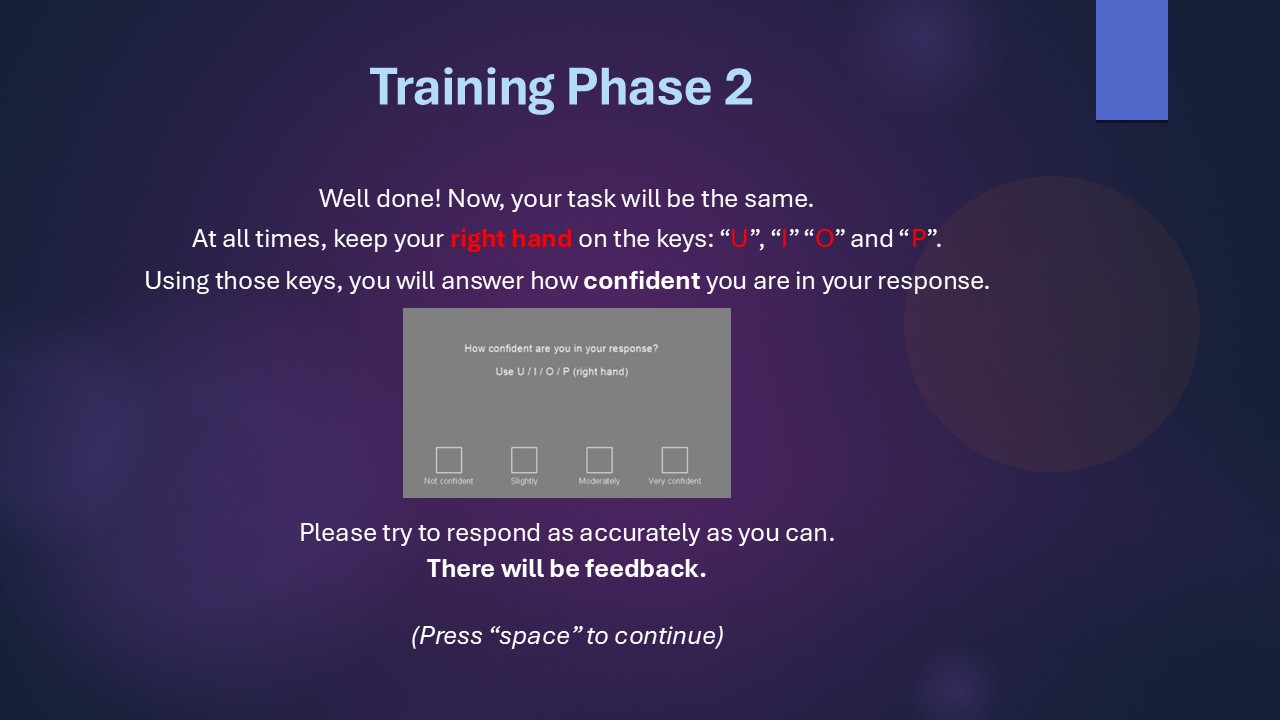 Training Phase 2
Well done! Now, your task will be the same.
At all times, keep your right hand on the keys: “U”, “I” “O” and “P”.
Using those keys, you will answer how confident you are in your response.
How confident are you in your response?
Use U / I / O / P (right hand)
Not confident Slightly Moderately Very confident
Please try to respond as accurately as you can.
There will be feedback.
(Press “space” to continue)